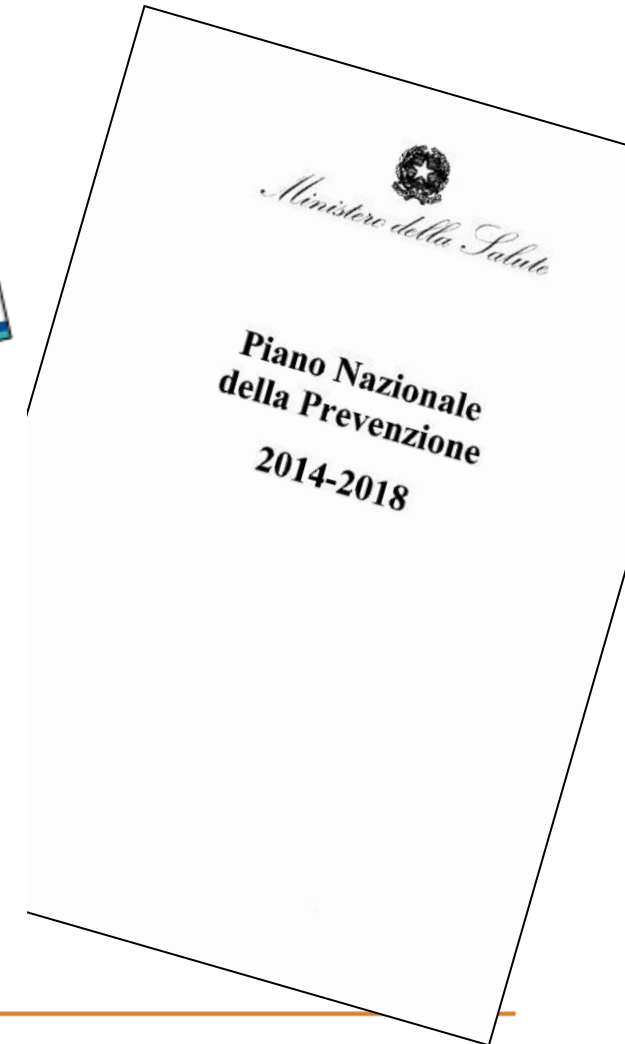 Ministero della Salute
Piano Nazionale
della Prevenzione
2014-2018